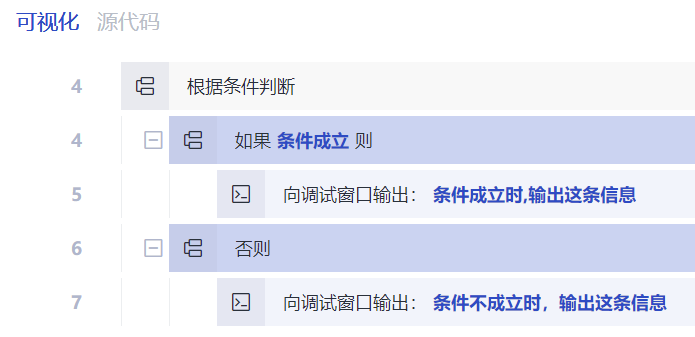 可视化 源代码
4 根据条件判断
4 如果 条件成立 则
5 向调试窗口输出： 条件成立时,输出这条信息
6 否则
7 向调试窗口输出： 条件不成立时，输出这条信息